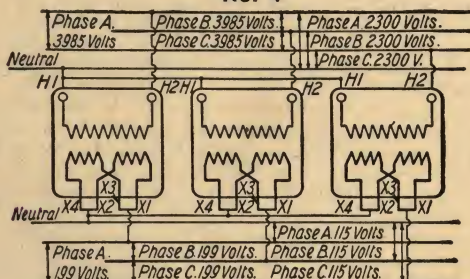 Phase A, Phase B 3985 Volts. Phase A 2300 Volts.
3985 Volts Phase C. 3985 Volts Phase B 2300 Volts.
Neutral Phase C. 2300 V.
H1 H2 H1 H2 H1 H2
X3 X3 X3
X4 X2 X1 X4 X2 X1 X4 X2 X1
Neutral
Phase A 115 Volts
Phase A. Phase B 199 Volts. Phase B 115 Volts.
199 Volts. Phase C. 199 Volts. Phase C 115 Volts